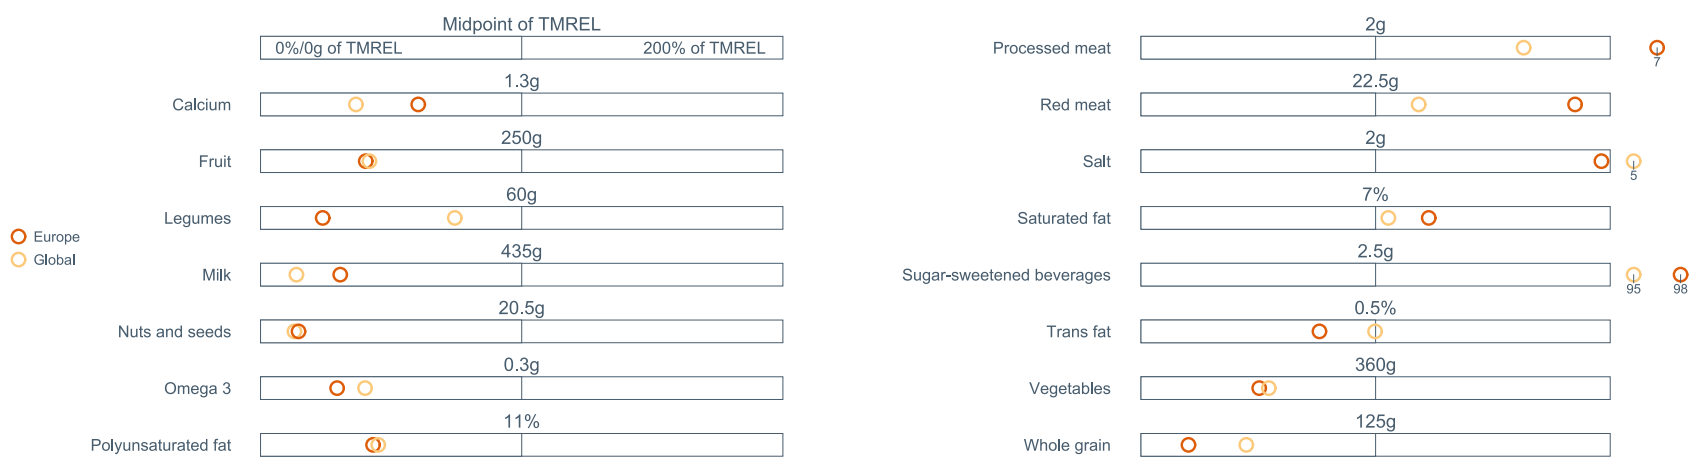 Midpoint of TMREL
0%/0g of TMREL
200% of TMREL
1.3g
Calcium
250g
Fruit
60g
Legumes
435g
Milk
20.5g
Nuts and seeds
0.3g
Omega 3
11%
Polyunsaturated fat
Europe
Global
2g
Processed meat
7
22.5g
Red meat
2g
Salt
5
7%
Saturated fat
2.5g
Sugar-sweetened beverages
95
98
0.5%
Trans fat
360g
Vegetables
125g
Whole grain